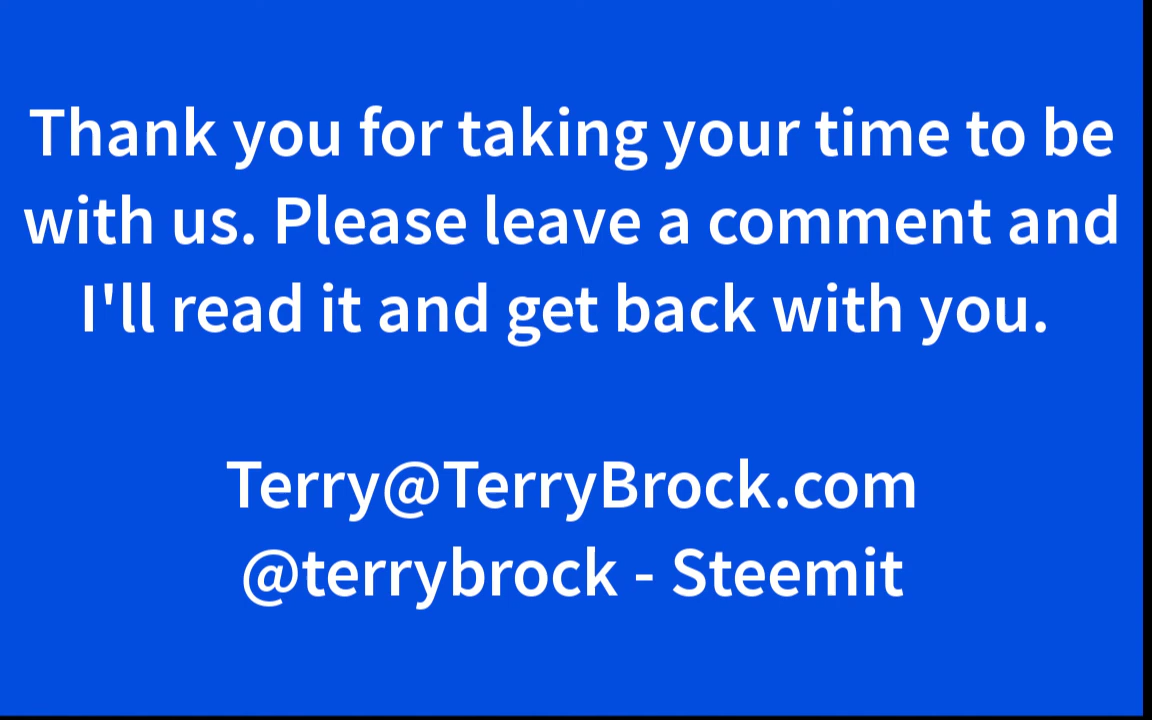 Thank you for taking your time to be
with us. Please leave a comment and
I'll read it and get back with you.
Terry@TerryBrock.com
@terrybrock - Steemit